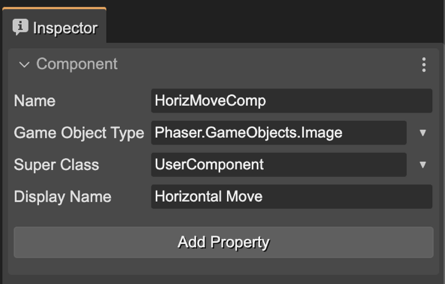 Inspector
Component
Name HorizMoveComp
Game Object Type Phaser.GameObjects.Image
Super Class UserComponent
Display Name Horizontal Move
Add Property